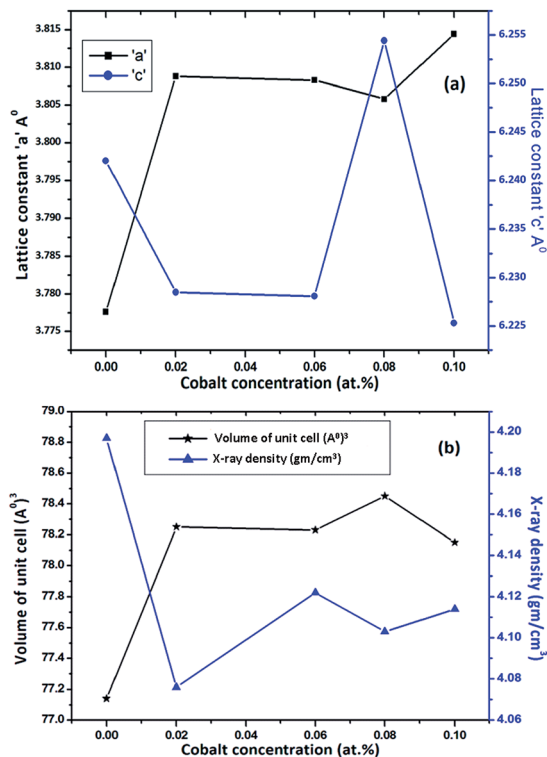 3.815
3.810
3.805
3.800
3.795
3.790
3.785
3.780
3.775
Lattice constant 'a' A⁰
'a'
'c'
(a)
6.255
6.250
6.245
6.240
6.235
6.230
6.225
Lattice constant 'c' A⁰
0.00 0.02 0.04 0.06 0.08 0.10
Cobalt concentration (at.%)
79.0
78.8
78.6
78.4
78.2
78.0
77.8
77.6
77.4
77.2
77.0
Volume of unit cell (A⁰)³
Volume of unit cell (A⁰)³
X-ray density (gm/cm³)
(b)
4.20
4.18
4.16
4.14
4.12
4.10
4.08
4.06
X-ray density (gm/cm³)
0.00 0.02 0.04 0.06 0.08 0.10
Cobalt concentration (at.%)